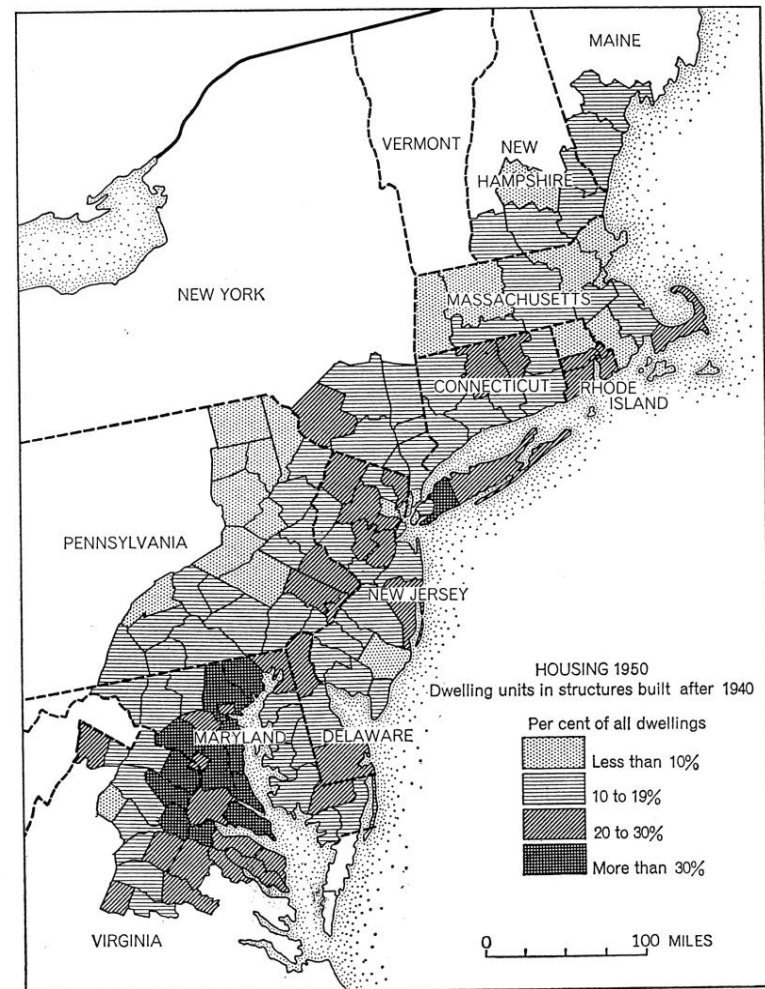 MAINE
VERMONT
NEW
HAMPSHIRE
NEW YORK
MASSACHUSETTS
CONNECTICUT
RHODE
ISLAND
PENNSYLVANIA
NEW JERSEY
MARYLAND
DELAWARE
VIRGINIA
HOUSING 1950
Dwelling units in structures built after 1940
Per cent of all dwellings
Less than 10%
10 to 19%
20 to 30%
More than 30%
0 100 MILES